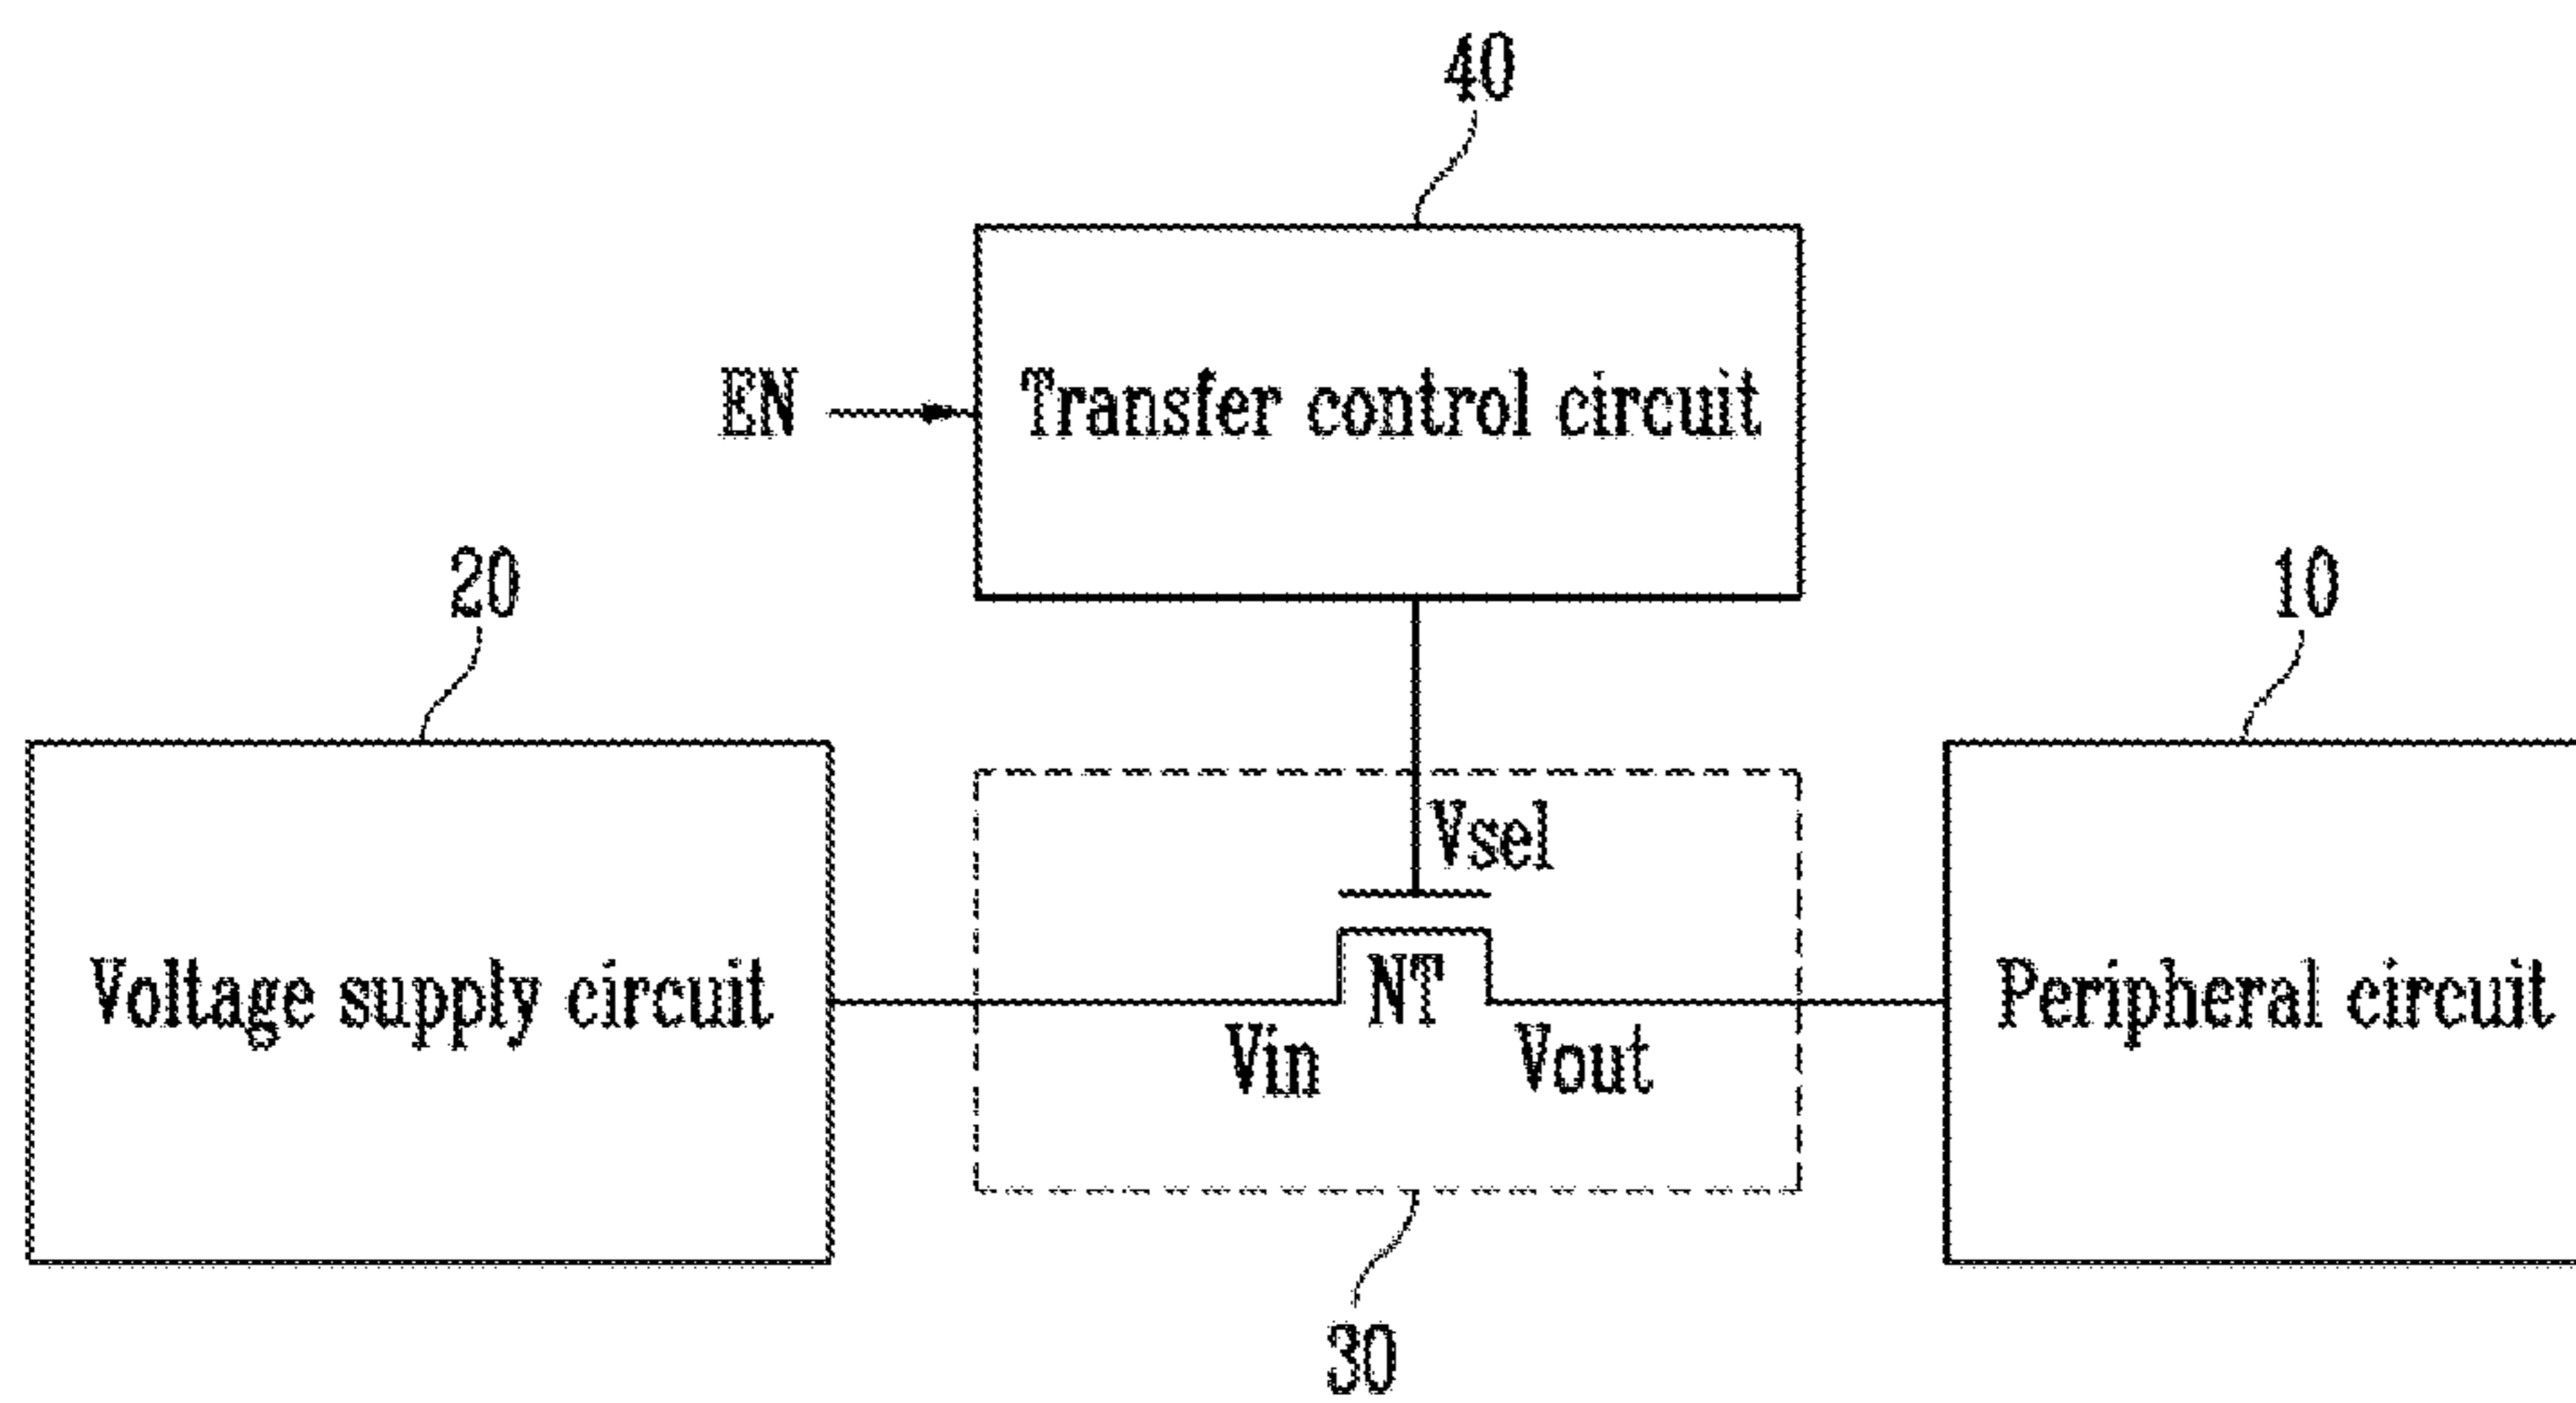 40
EN
Transfer control circuit
20
10
Vsel
Voltage supply circuit
NT
Peripheral circuit
Vin
Vout
30